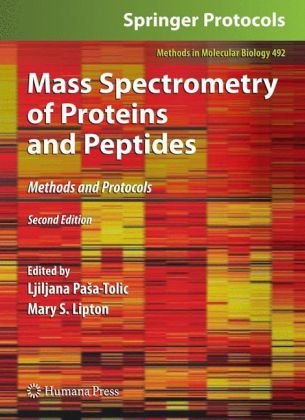 Springer Protocols
Methods in Molecular Biology 492
Mass Spectrometry
of Proteins
and Peptides
Methods and Protocols
Second Edition
Edited by
Ljiljana Paša-Tolic
Mary S. Lipton
Humana Press